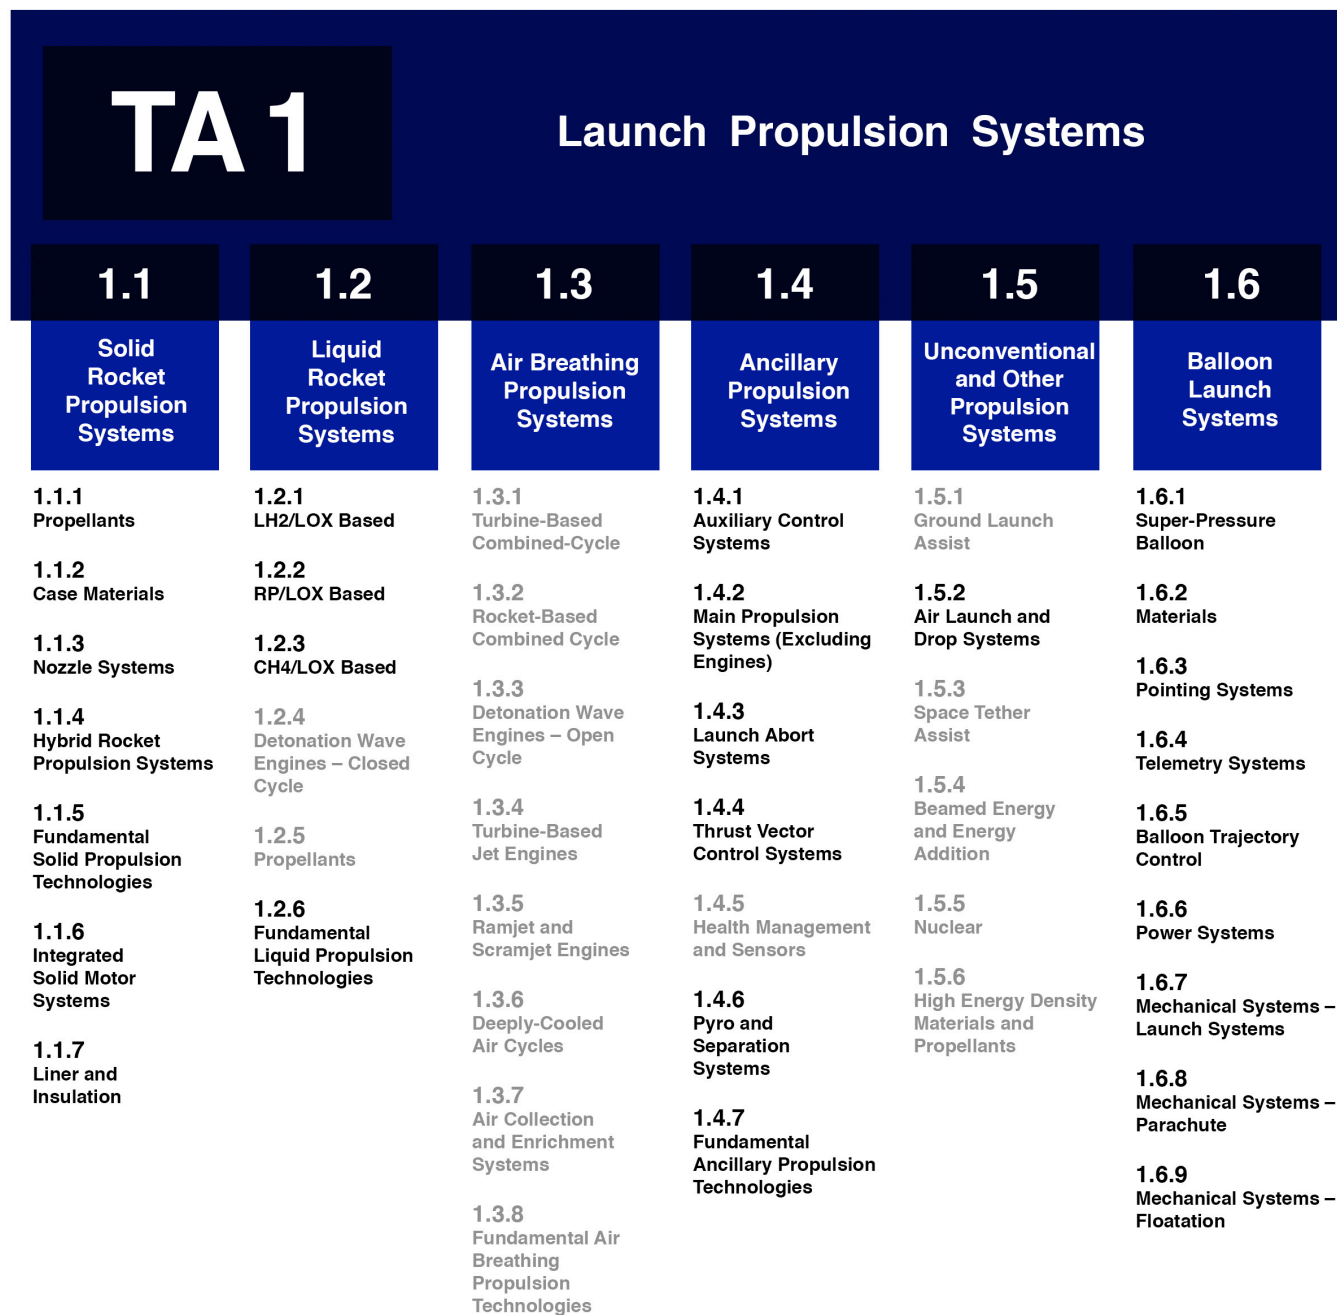 TA 1
Launch Propulsion Systems
1.1
Solid
Rocket
Propulsion
Systems
1.1.1
Propellants
1.1.2
Case Materials
1.1.3
Nozzle Systems
1.1.4
Hybrid Rocket
Propulsion Systems
1.1.5
Fundamental
Solid Propulsion
Technologies
1.1.6
Integrated
Solid Motor
Systems
1.1.7
Liner and
Insulation
1.2
Liquid
Rocket
Propulsion
Systems
1.2.1
LH2/LOX Based
1.2.2
RP/LOX Based
1.2.3
CH4/LOX Based
1.2.4
Detonation Wave
Engines – Closed
Cycle
1.2.5
Propellants
1.2.6
Fundamental
Liquid Propulsion
Technologies
1.3
Air Breathing
Propulsion
Systems
1.3.1
Turbine-Based
Combined-Cycle
1.3.2
Rocket-Based
Combined Cycle
1.3.3
Detonation Wave
Engines – Open
Cycle
1.3.4
Turbine-Based
Jet Engines
1.3.5
Ramjet and
Scramjet Engines
1.3.6
Deeply-Cooled
Air Cycles
1.3.7
Air Collection
and Enrichment
Systems
1.3.8
Fundamental Air
Breathing
Propulsion
Technologies
1.4
Ancillary
Propulsion
Systems
1.4.1
Auxiliary Control
Systems
1.4.2
Main Propulsion
Systems (Excluding
Engines)
1.4.3
Launch Abort
Systems
1.4.4
Thrust Vector
Control Systems
1.4.5
Health Management
and Sensors
1.4.6
Pyro and
Separation
Systems
1.4.7
Fundamental
Ancillary Propulsion
Technologies
1.5
Unconventional
and Other
Propulsion
Systems
1.5.1
Ground Launch
Assist
1.5.2
Air Launch and
Drop Systems
1.5.3
Space Tether
Assist
1.5.4
Beamed Energy
and Energy
Addition
1.5.5
Nuclear
1.5.6
High Energy Density
Materials and
Propellants
1.6
Balloon
Launch
Systems
1.6.1
Super-Pressure
Balloon
1.6.2
Materials
1.6.3
Pointing Systems
1.6.4
Telemetry Systems
1.6.5
Balloon Trajectory
Control
1.6.6
Power Systems
1.6.7
Mechanical Systems –
Launch Systems
1.6.8
Mechanical Systems –
Parachute
1.6.9
Mechanical Systems –
Floatation